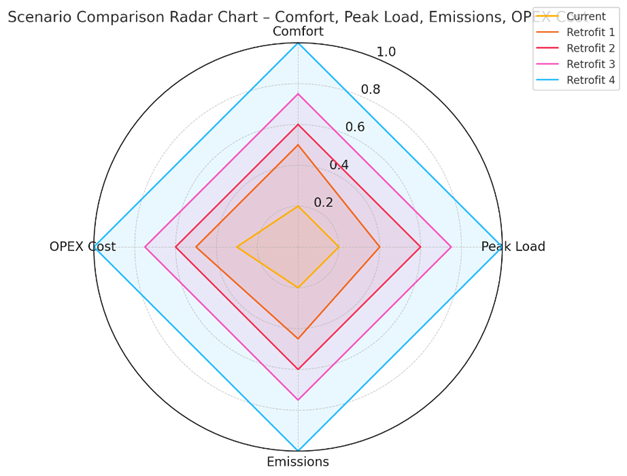 Scenario Comparison Radar Chart – Comfort, Peak Load, Emissions, OPEX
Current
Retrofit 1
Retrofit 2
Retrofit 3
Retrofit 4
Comfort
1.0
0.8
0.6
0.4
0.2
OPEX Cost
Peak Load
Emissions